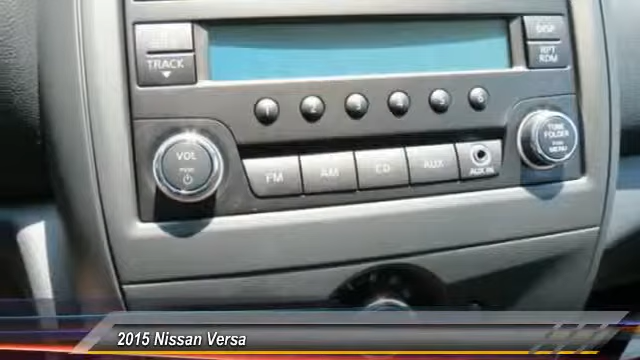 DISP
TRACK
RPT
RDM
1 2 3 4 5 6
VOL
TUNE
FOLDER
MENU
FM AM CD AUX
AUX IN
2015 Nissan Versa